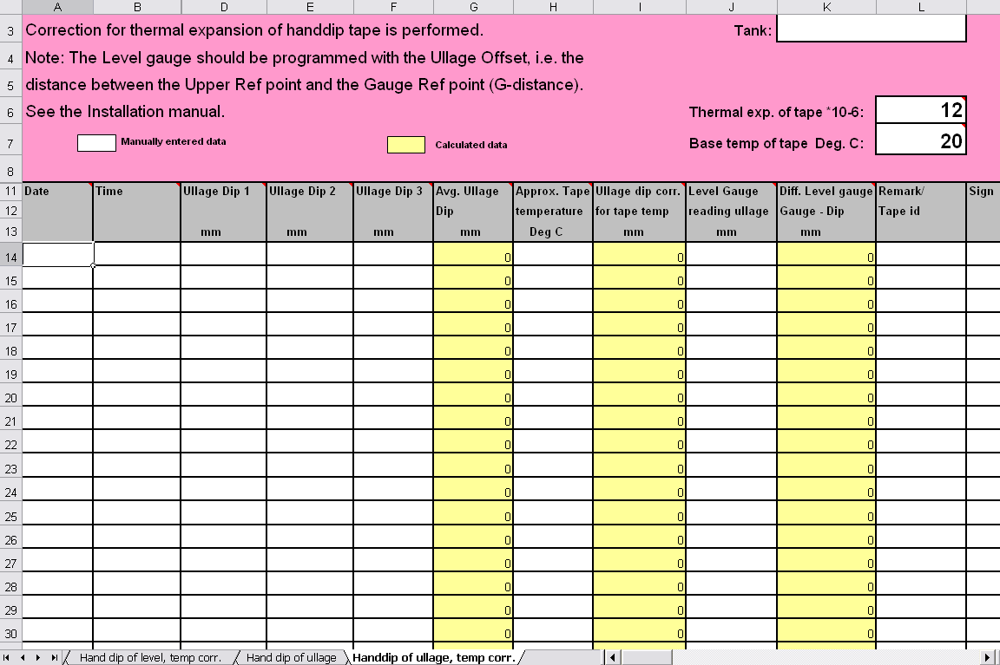 A B D E F G H I J K L
3 Correction for thermal expansion of handdip tape is performed. Tank:
4 Note: The Level gauge should be programmed with the Ullage Offset, i.e. the
5 distance between the Upper Ref point and the Gauge Ref point (G-distance).
6 See the Installation manual. Thermal exp. of tape *10-6: 12
7 Manually entered data Calculated data Base temp of tape Deg. C: 20
8
11 Date Time Ullage Dip 1 Ullage Dip 2 Ullage Dip 3 Avg. Ullage Approx. Tape Ullage dip corr. Level Gauge Diff. Level gauge Remark/ Sign
12 Dip temperature for tape temp reading ullage Gauge - Dip Tape id
13 mm mm mm mm Deg C mm mm mm
14 0 0 0
15 0 0 0
16 0 0 0
17 0 0 0
18 0 0 0
19 0 0 0
20 0 0 0
21 0 0 0
22 0 0 0
23 0 0 0
24 0 0 0
25 0 0 0
26 0 0 0
27 0 0 0
28 0 0 0
29 0 0 0
30 0 0 0
Hand dip of level, temp corr. Hand dip of ullage Handdip of ullage, temp corr.